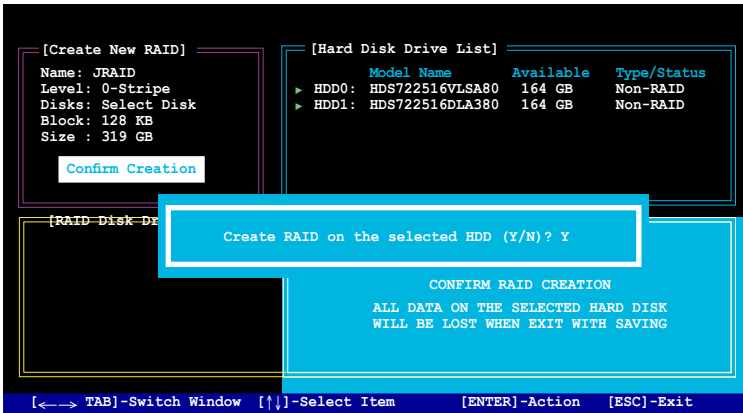 [Create New RAID]
Name: JRAID
Level: 0-Stripe
Disks: Select Disk
Block: 128 KB
Size : 319 GB
Confirm Creation
[Hard Disk Drive List]
Model Name Available Type/Status
▶ HDD0: HDS722516VLSA80 164 GB Non-RAID
▶ HDD1: HDS722516DLA380 164 GB Non-RAID
[RAID Disk Dr
Create RAID on the selected HDD (Y/N)? Y
CONFIRM RAID CREATION
ALL DATA ON THE SELECTED HARD DISK
WILL BE LOST WHEN EXIT WITH SAVING
[←→ TAB]-Switch Window [↑↓]-Select Item [ENTER]-Action [ESC]-Exit